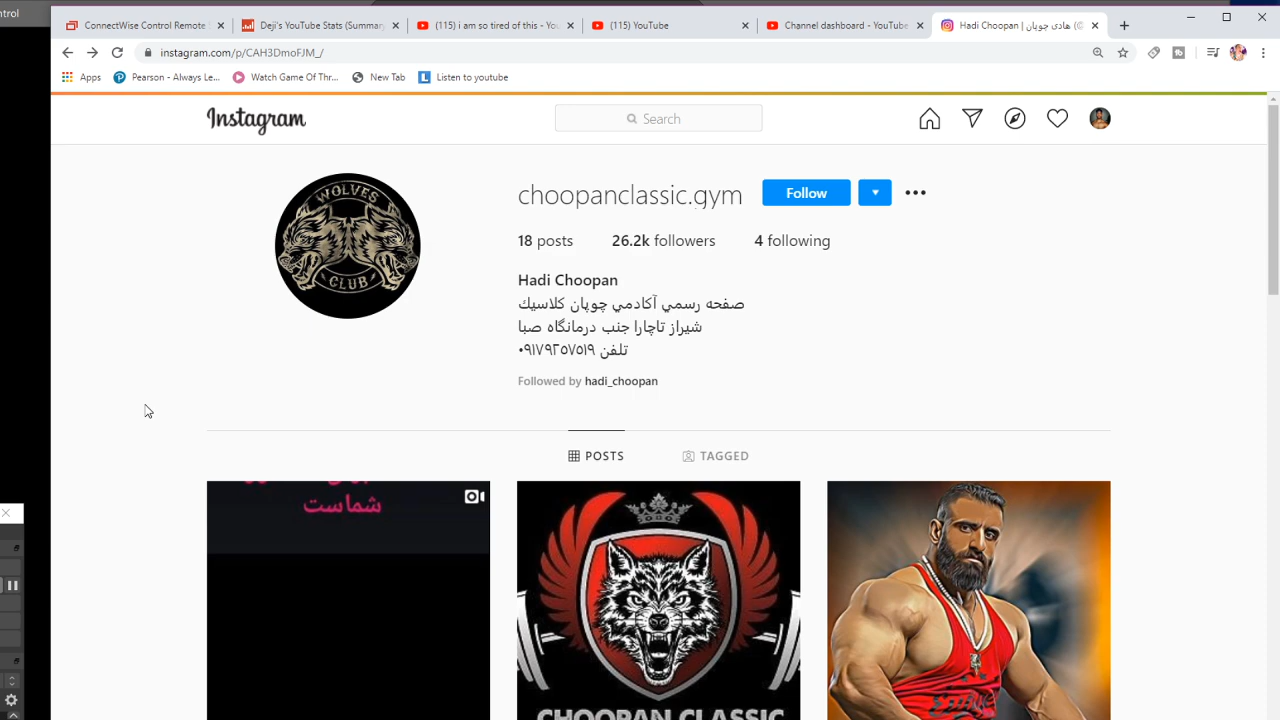 ntrol
ConnectWise Control Remote
Deji's YouTube Stats (Summar
(115) i am so tired of this - You
(115) YouTube
Channel dashboard - YouTube
Hadi Choopan | هادی چوپان (©
instagram.com/p/CAH3DmoFJM_/
Apps
Pearson - Always Le...
Watch Game Of Thr...
New Tab
Listen to youtube
Instagram
Search
choopanclassic.gym
Follow
18 posts
26.2k followers
4 following
Hadi Choopan
صفحه رسمي آكادمي چوپان كلاسيك
شيراز تاچارا جنب درمانگاه صبا
تلفن ٠٩١٧٩٢٥٧٥١٩
Followed by hadi_choopan
POSTS
TAGGED
شماست
WOLVES
CLUB
CHOOPAN CLASSIC